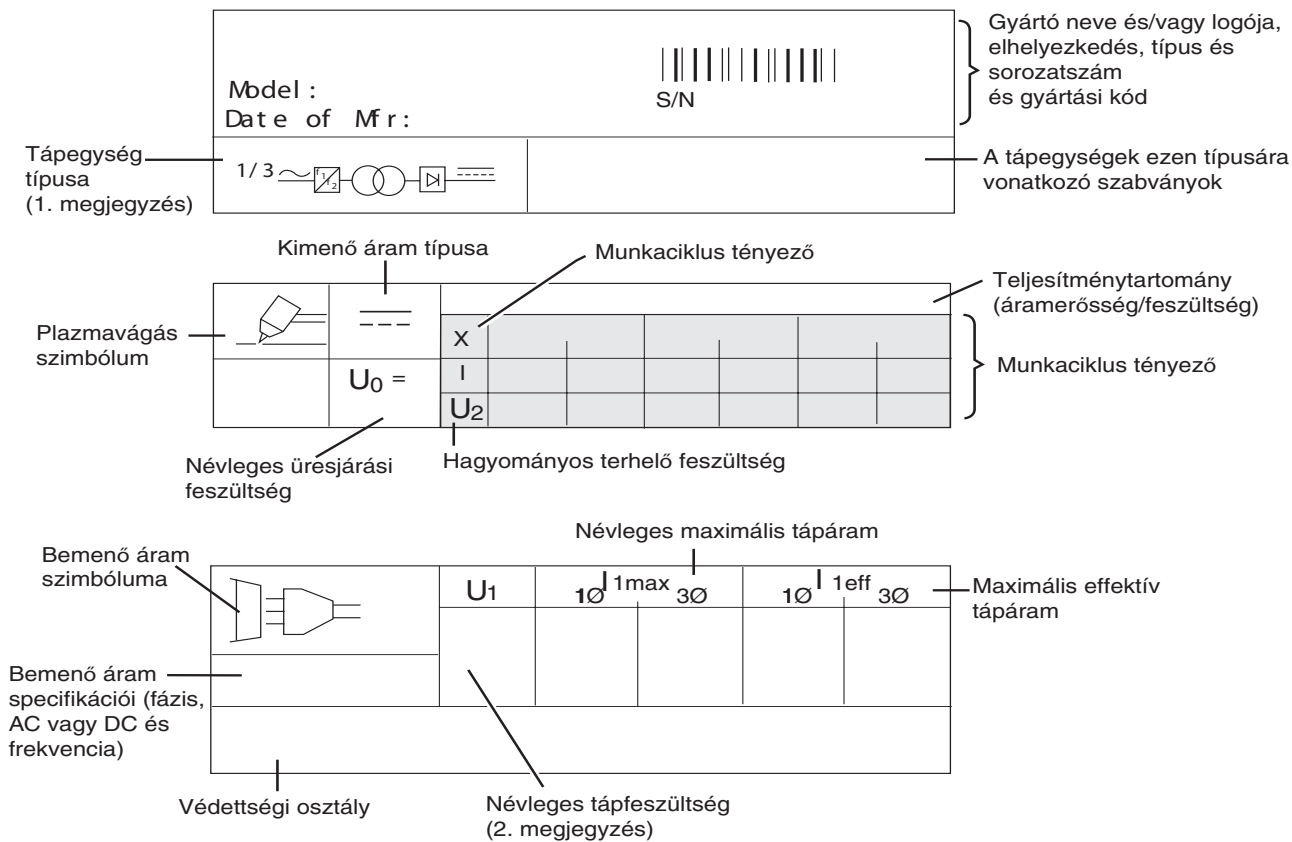 Gyártó neve és/vagy logója,
elhelyezkedés, típus és
sorozatszám
és gyártási kód
Model :
Date of Mfr:
S/N
Tápegység
típusa
(1. megjegyzés)
1/3
f1
f2
A tápegységek ezen típusára
vonatkozó szabványok
Kimenő áram típusa
Munkaciklus tényező
Teljesítménytartomány
(áramerősség/feszültség)
Plazmavágás
szimbólum
X
Munkaciklus tényező
U0 =
I
U2
Névleges üresjárási
feszültség
Hagyományos terhelő feszültség
Névleges maximális tápáram
Bemenő áram
szimbóluma
U1
1Ø I 1max 3Ø
1Ø I 1eff 3Ø
Maximális effektív
tápáram
Bemenő áram
specifikációi (fázis,
AC vagy DC és
frekvencia)
Védettségi osztály
Névleges tápfeszültség
(2. megjegyzés)